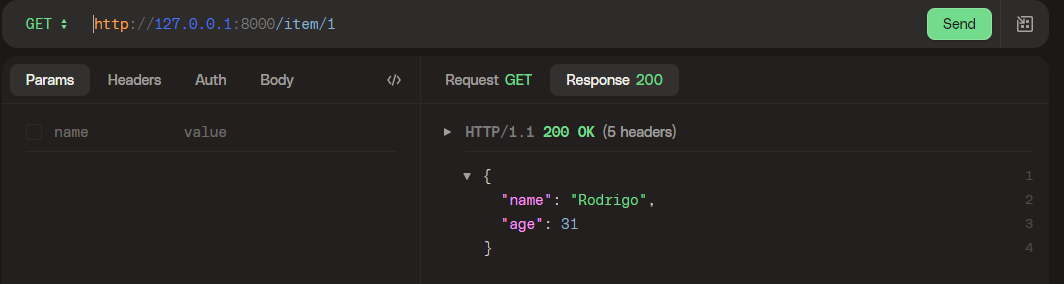 GET http://127.0.0.1:8000/item/1 Send
Params Headers Auth Body </>
Request GET Response 200
name value
HTTP/1.1 200 OK (5 headers)
{ 1
"name": "Rodrigo", 2
"age": 31 3
} 4